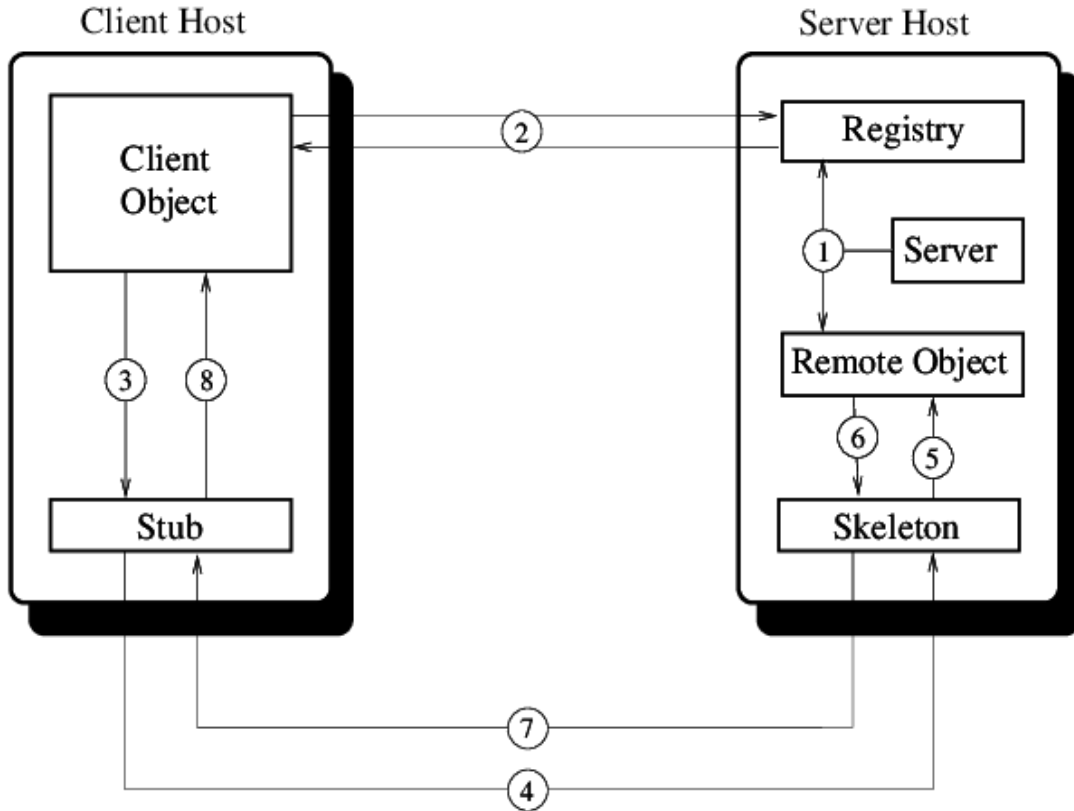 Client Host
Server Host
Client
Object
2
Registry
1
Server
3
8
Remote Object
6
5
Stub
Skeleton
7
4